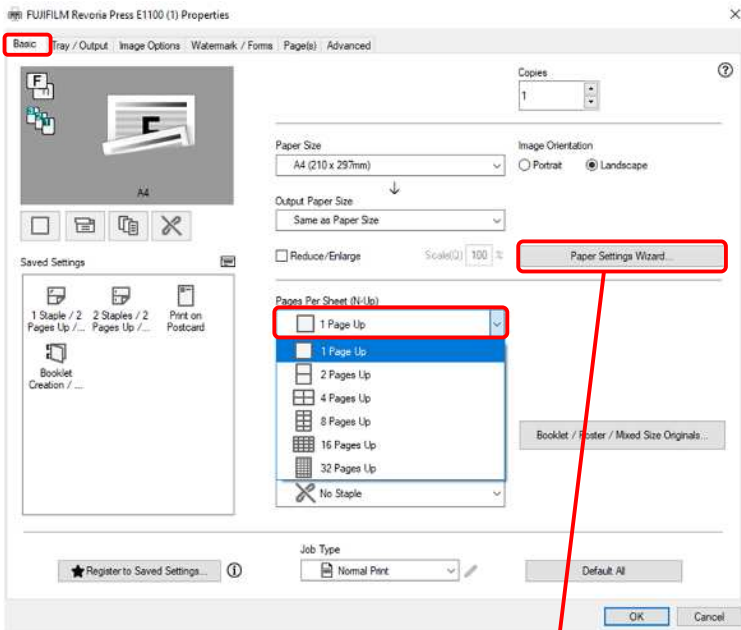 FUJIFILM Revoria Press E1100 (1) Properties
Basic Tray / Output Image Options Watermark / Forms Page(s) Advanced
Copies
1
Paper Size
A4 (210 x 297mm)
Image Orientation
Portrait Landscape
A4
Output Paper Size
Same as Paper Size
Saved Settings
Reduce/Enlarge Scale(Q) 100 %
Paper Settings Wizard...
1 Staple / 2
Pages Up /...
2 Staples / 2
Pages Up /...
Print on
Postcard
Booklet
Creation / ...
Pages Per Sheet (N-Up)
1 Page Up
1 Page Up
2 Pages Up
4 Pages Up
8 Pages Up
16 Pages Up
32 Pages Up
Booklet / Poster / Mixed Size Originals...
No Staple
Job Type
Register to Saved Settings... Normal Print Default All
OK Cancel